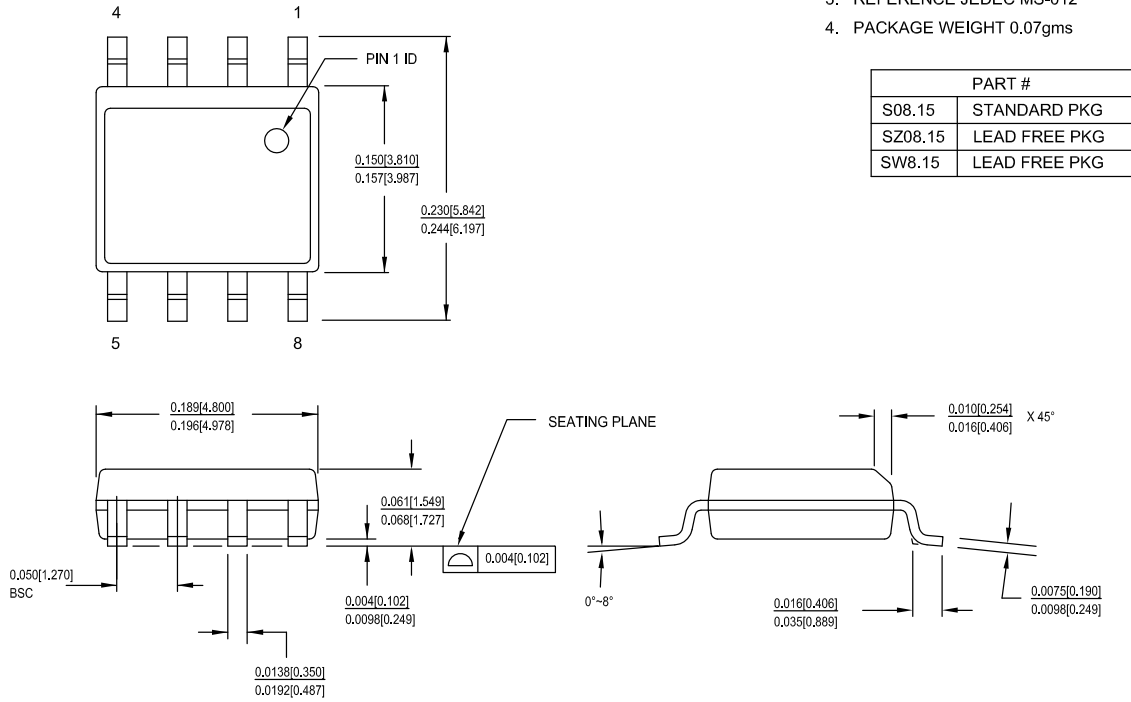 3. REFERENCE JEDEC MS-012
4. PACKAGE WEIGHT 0.07gms
PART #
S08.15 STANDARD PKG
SZ08.15 LEAD FREE PKG
SW8.15 LEAD FREE PKG
4 1
PIN 1 ID
0.150[3.810]
0.157[3.987]
0.230[5.842]
0.244[6.197]
5 8
0.189[4.800]
0.196[4.978]
SEATING PLANE
0.010[0.254]
0.016[0.406]
X 45°
0.061[1.549]
0.068[1.727]
0.004[0.102]
0.050[1.270]
BSC
0.004[0.102]
0.0098[0.249]
0°~8°
0.016[0.406]
0.035[0.889]
0.0075[0.190]
0.0098[0.249]
0.0138[0.350]
0.0192[0.487]